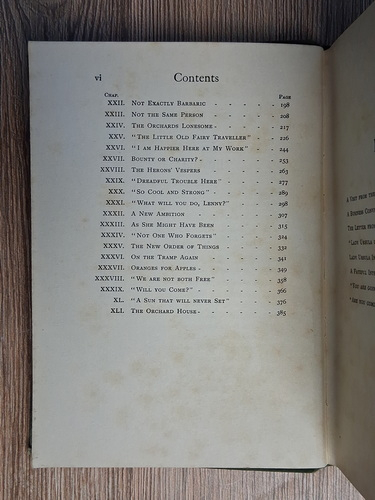 vi Contents
CHAP. PAGE
XXII. NOT EXACTLY BARBARIC - - - - - 198
XXIII. NOT THE SAME PERSON - - - - - 208
XXIV. THE ORCHARDS LONESOME - - - - - 217
XXV. "THE LITTLE OLD FAIRY TRAVELLER" - - - 226
XXVI. "I AM HAPPIER HERE AT MY WORK" - - - 244
XXVII. BOUNTY OR CHARITY? - - - - - - 253
XXVIII. THE HERONS' VESPERS - - - - - 263
XXIX. "DREADFUL TROUBLE HERE" - - - - 277
XXX. "SO COOL AND STRONG" - - - - - 289
XXXI. "WHAT WILL YOU DO, LENNY?" - - - - 298
XXXII. A NEW AMBITION - - - - - - 307
XXXIII. AS SHE MIGHT HAVE BEEN - - - - 315
XXXIV. "NOT ONE WHO FORGETS" - - - - - 324
XXXV. THE NEW ORDER OF THINGS - - - - 332
XXXVI. ON THE TRAMP AGAIN - - - - - 341
XXXVII. ORANGES FOR APPLES - - - - - - 349
XXXVIII. "WE ARE NOT BOTH FREE" - - - - - 358
XXXIX. "WILL YOU COME?" - - - - - - 366
XL. "A SUN THAT WILL NEVER SET" - - - - 376
XLI. THE ORCHARD HOUSE - - - - - - 385